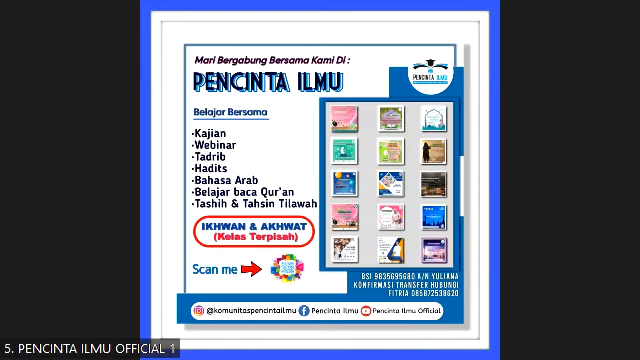 Mari Bergabung Bersama Kami Di :
PENCINTA ILMU
PENCINTA ILMU
Belajar Bersama
·Kajian
·Webinar
·Tadrib
·Hadits
·Bahasa Arab
·Belajar baca Qur'an
·Tashih & Tahsin Tilawah
IKHWAN & AKHWAT
(Kelas Terpisah)
Scan me
BSI 9835695680 A/N YULIANA
KONFIRMASI TRANSFER HUBUNGI
FITRIA 085872538620
@komunitaspencintailmu Pencinta Ilmu Pencinta Ilmu Official
5. PENCINTA ILMU OFFICIAL 1